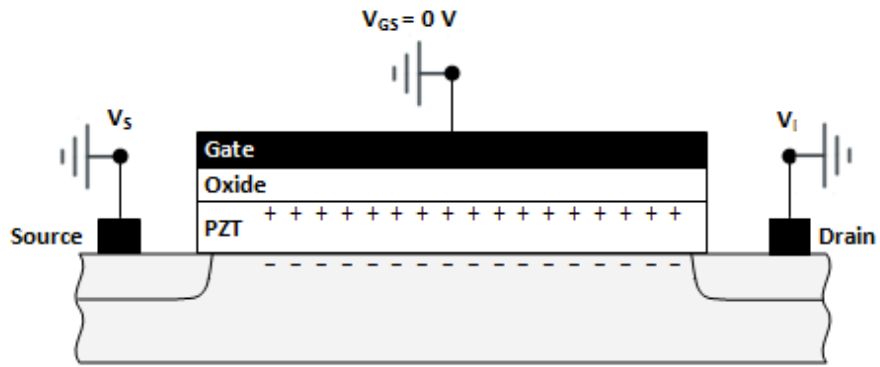 V_GS = 0 V
V_S
V_I
Gate
Oxide
+ + + + + + + + + + + + + + + + +
PZT
Source
Drain
- - - - - - - - - - - - - - - - -